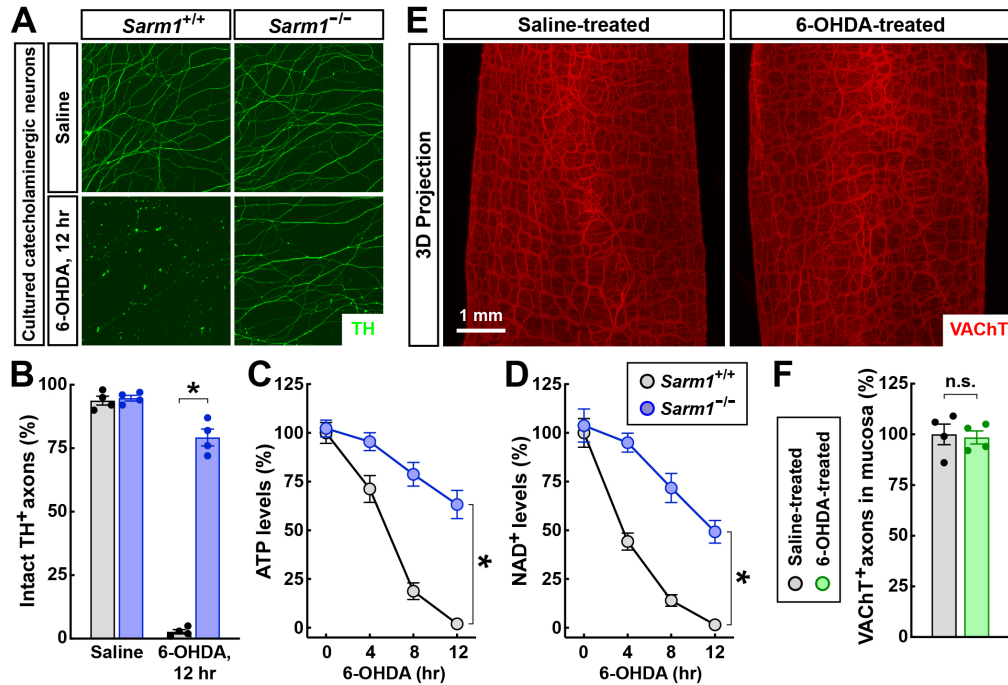 A
Sarm1+/+
Sarm1−/−
Cultured catecholaminergic neurons
Saline
6-OHDA, 12 hr
TH
E
Saline-treated
6-OHDA-treated
3D Projection
1 mm
VAChT
B
Intact TH+ axons (%)
100
75
50
25
0
*
Saline
6-OHDA,
12 hr
C
ATP levels (%)
125
100
75
50
25
0
*
0 4 8 12
6-OHDA (hr)
D
NAD+ levels (%)
125
100
75
50
25
0
*
0 4 8 12
6-OHDA (hr)
Sarm1+/+
Sarm1−/−
Saline-treated
6-OHDA-treated
F
VAChT+ axons in mucosa (%)
125
100
75
50
25
0
n.s.